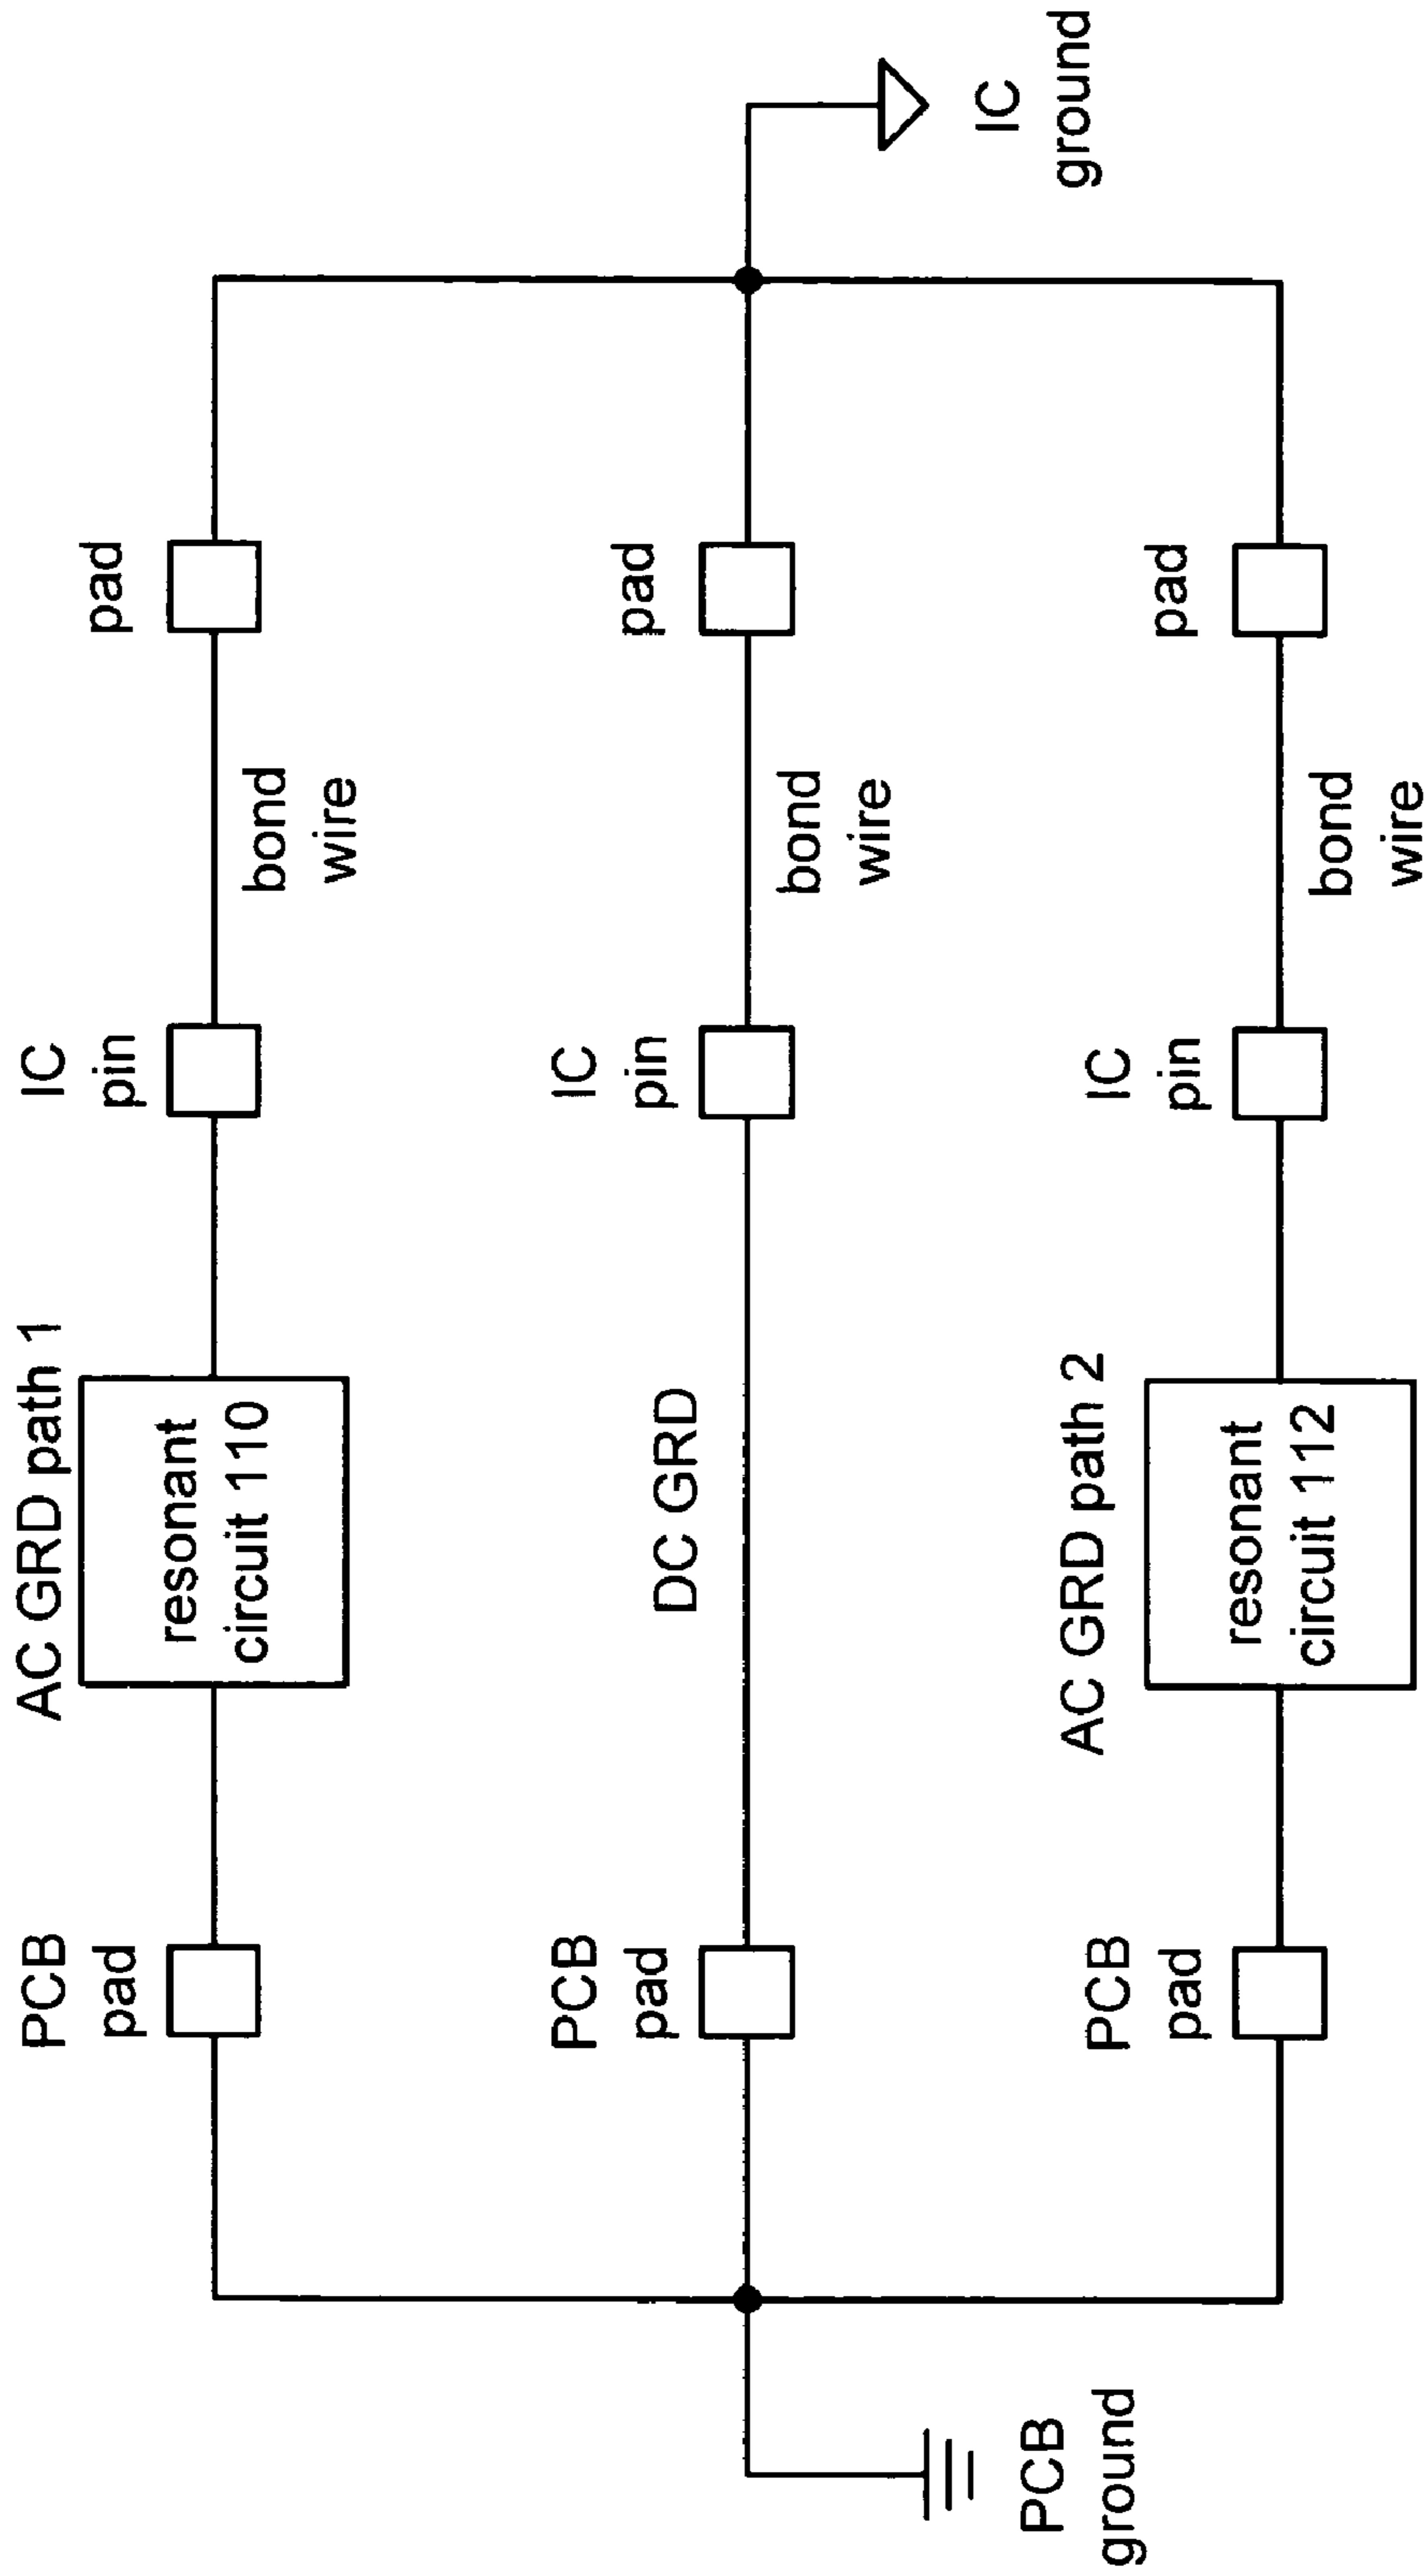 AC GRD path 1
PCB
pad
resonant
circuit 110
IC
pin
bond
wire
pad
PCB
pad
DC GRD
IC
pin
bond
wire
pad
AC GRD path 2
PCB
pad
resonant
circuit 112
IC
pin
bond
wire
pad
PCB
ground
IC
ground